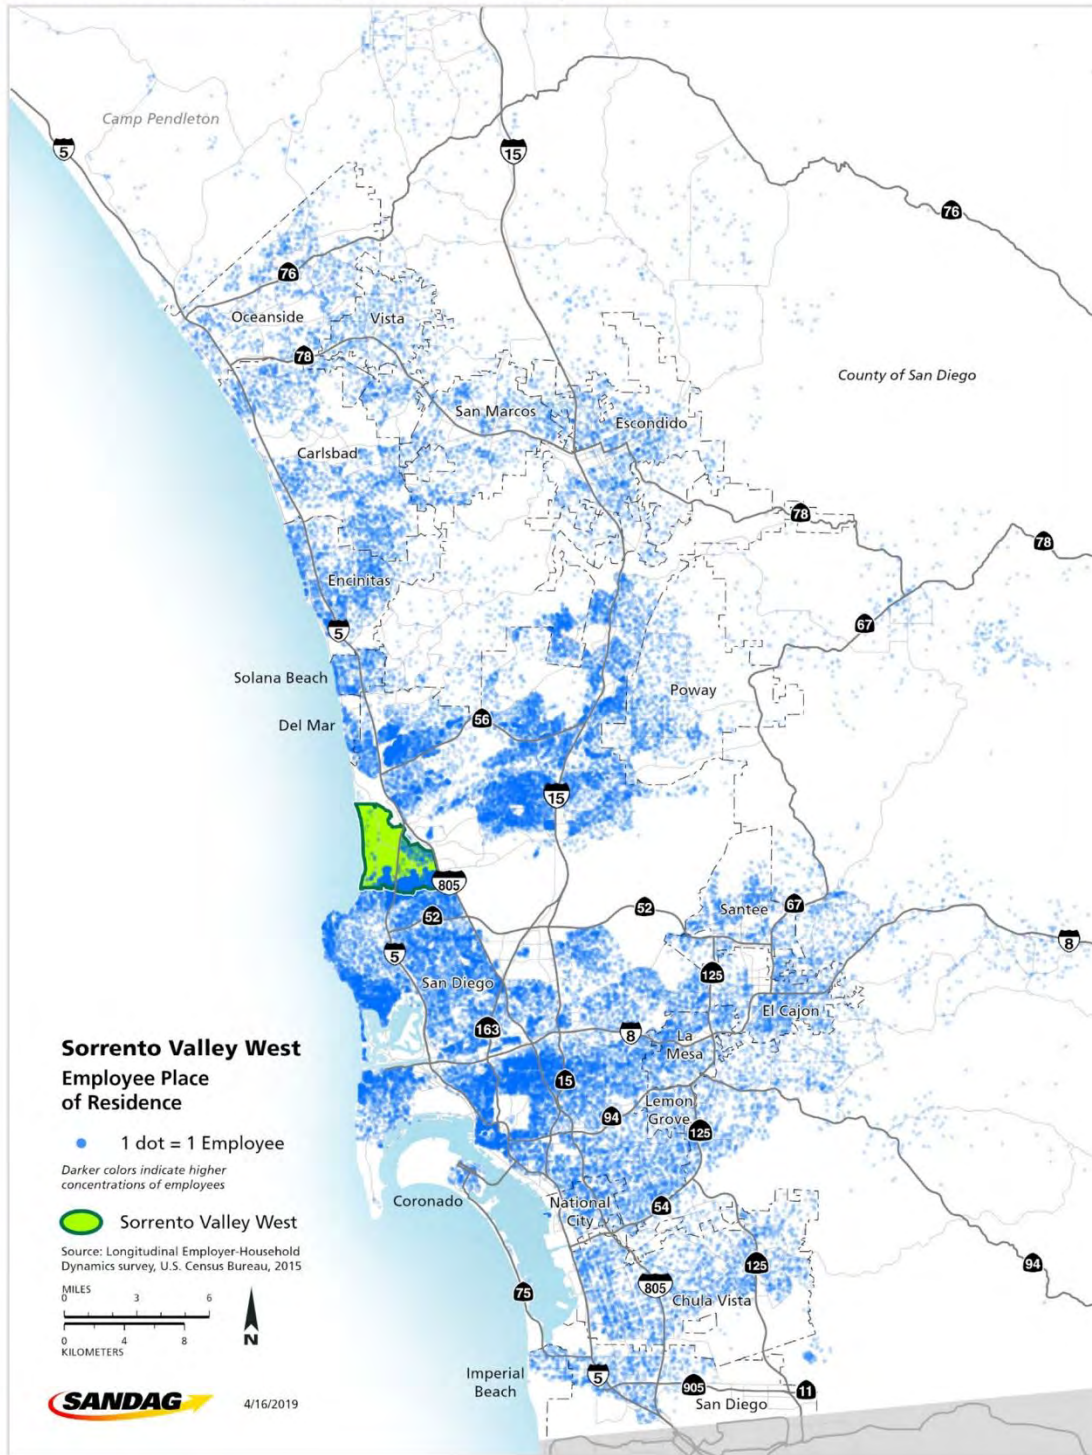 Camp Pendleton
5
15
76
76
Oceanside
Vista
78
County of San Diego
San Marcos
Escondido
Carlsbad
78
78
Encinitas
67
5
Solana Beach
Poway
56
Del Mar
15
805
Santee
67
52
52
8
5
125
San Diego
El Cajon
163
8
La
Mesa
15
Lemon
Grove
94
125
Coronado
National
City
54
125
94
805
75
Chula Vista
Imperial
Beach
5
905
11
San Diego
Sorrento Valley West
Employee Place
of Residence
1 dot = 1 Employee
Darker colors indicate higher
concentrations of employees
Sorrento Valley West
Source: Longitudinal Employer-Household
Dynamics survey, U.S. Census Bureau, 2015
MILES
0 3 6
0 4 8
KILOMETERS
N
SANDAG
4/16/2019